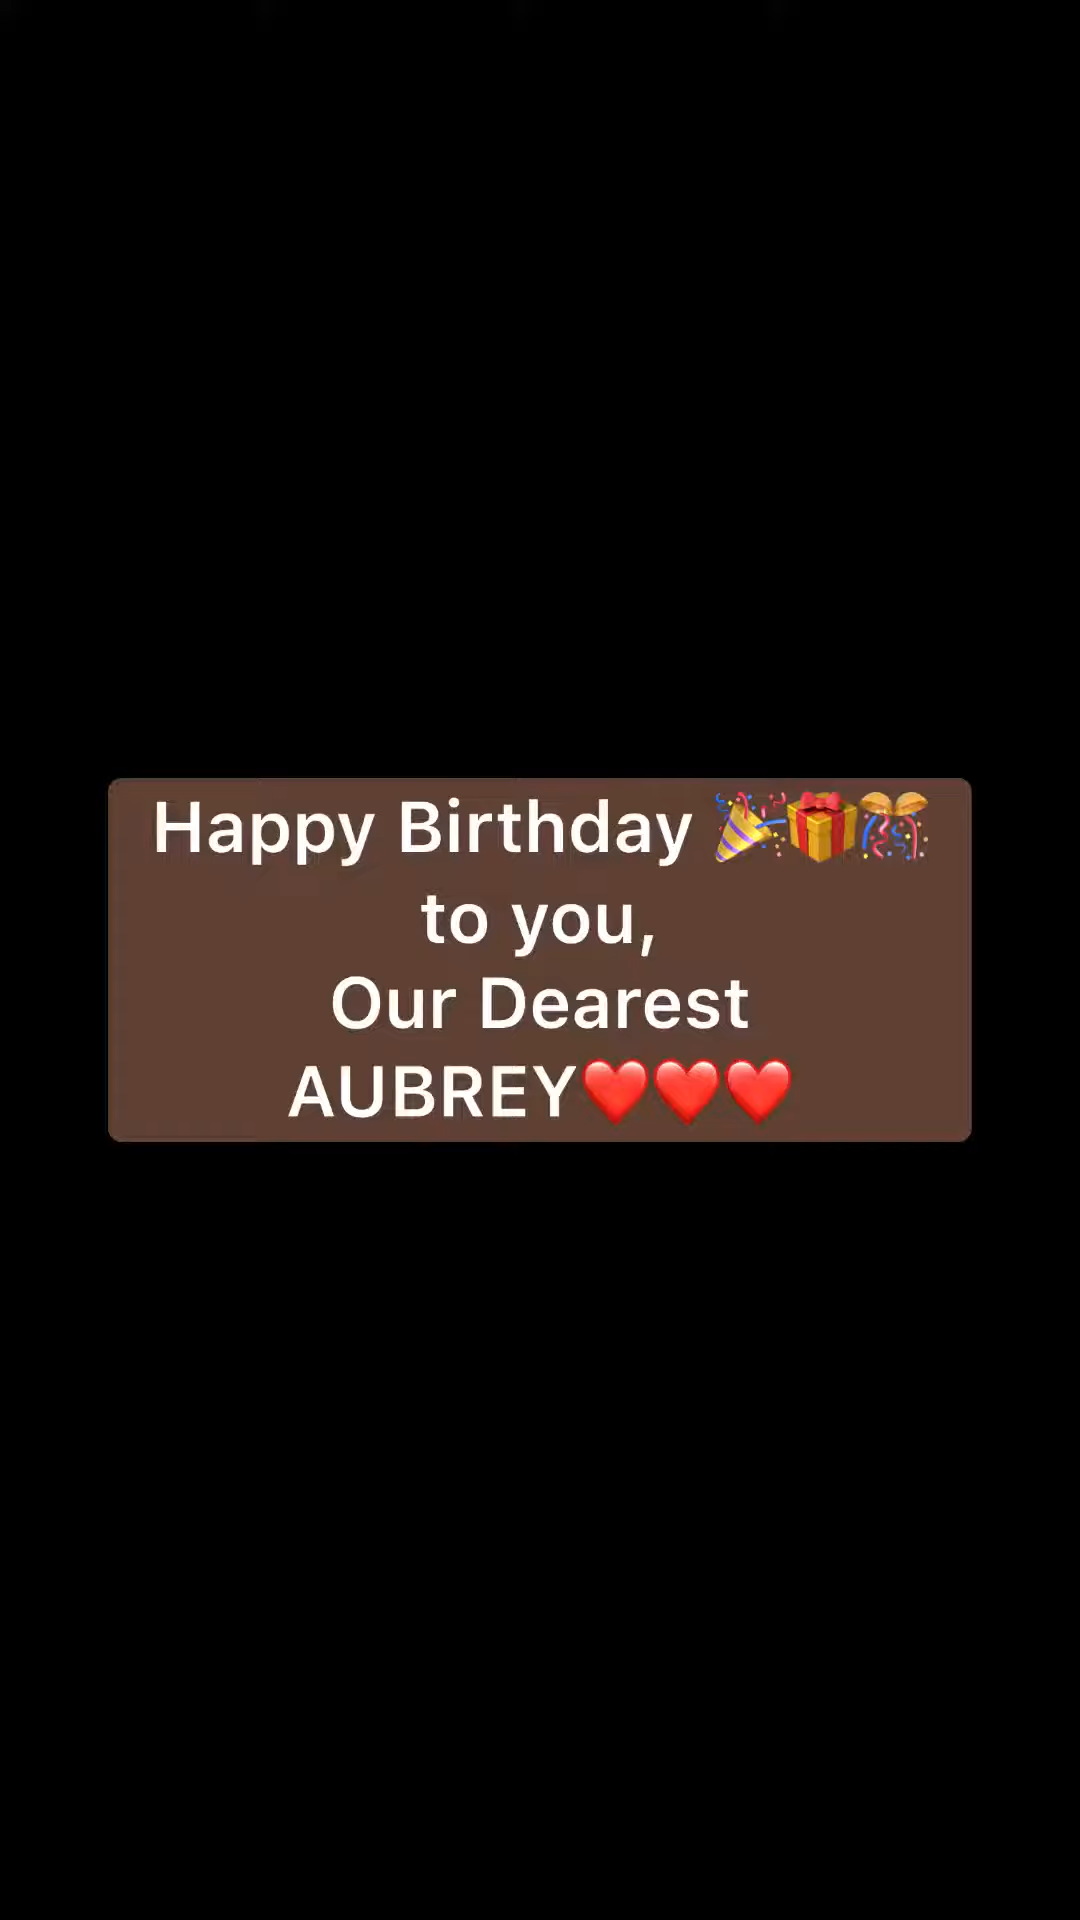 Happy Birthday 🎉🎁🎊
to you,
Our Dearest
AUBREY❤️❤️❤️